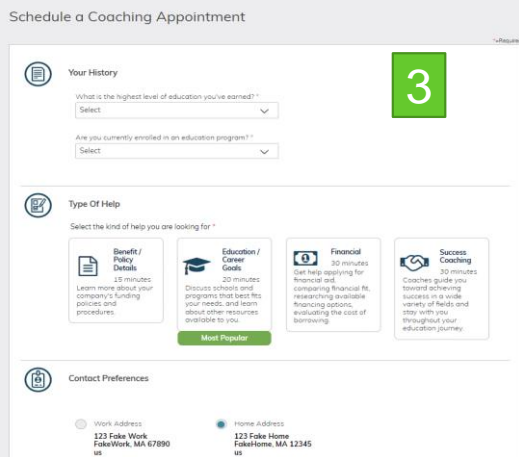 Schedule a Coaching Appointment
*=Require
Your History
3
What is the highest level of education you've earned? *
Select
Are you currently enrolled in an education program? *
Select
Type Of Help
Select the kind of help you are looking for *
Benefit /
Policy
Details
15 minutes
Learn more about your
company's funding
policies and
procedures.
Education /
Career
Goals
20 minutes
Discuss schools and
programs that best fits
your needs, and learn
about other resources
available to you.
Most Popular
Financial
30 minutes
Get help applying for
financial aid,
comparing financial fit,
researching available
financing options,
evaluating the cost of
borrowing.
Success
Coaching
30 minutes
Coaches guide you
toward achieving
success in a wide
variety of fields and
stay with you
throughout your
education journey.
Contact Preferences
Work Address
123 Fake Work
FakeWork, MA 67890
us
Home Address
123 Fake Home
FakeHome, MA 12345
us